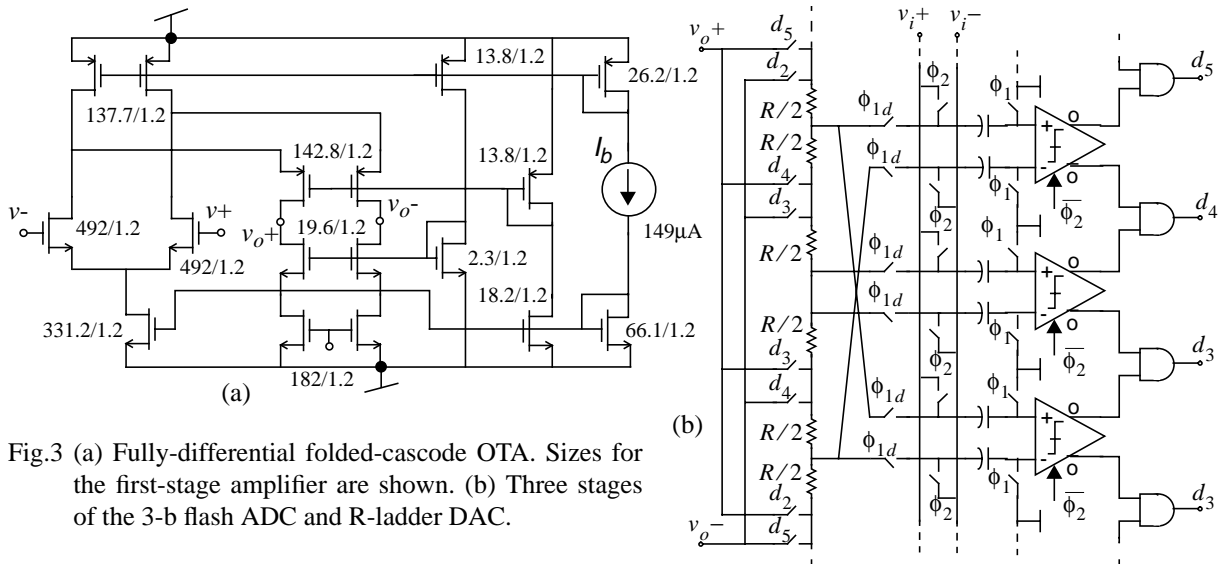 13.8/1.2
26.2/1.2
137.7/1.2
142.8/1.2
13.8/1.2
I_b
v-
492/1.2
v+
v_o+
19.6/1.2
v_o-
149μA
492/1.2
2.3/1.2
18.2/1.2
331.2/1.2
66.1/1.2
182/1.2
(a)
Fig.3 (a) Fully-differential folded-cascode OTA. Sizes for
the first-stage amplifier are shown. (b) Three stages
of the 3-b flash ADC and R-ladder DAC.
v_i+ v_i−
v_o+
d_5
d_2
ϕ_2
ϕ_1
d_5
R/2
ϕ_1d
+
o
R/2
ϕ_1d
-
o
d_4
ϕ_1
ϕ_2
d_3
ϕ_2
ϕ_1
d_4
R/2
ϕ_1d
+
o
ϕ_1d
-
o
R/2
d_3
ϕ_2
ϕ_1
ϕ_2
d_3
d_4
ϕ_1d
ϕ_2
ϕ_1
(b)
R/2
ϕ_1d
+
o
R/2
-
o
d_2
ϕ_2
ϕ_1
ϕ_2
d_3
v_o−
d_5